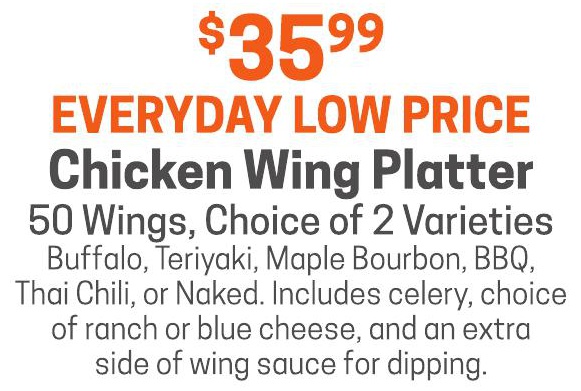 $35 99
EVERYDAY LOW PRICE
Chicken Wing Platter
50 Wings, Choice of 2 Varieties
Buffalo, Teriyaki, Maple Bourbon, BBQ,
Thai Chili, or Naked. Includes celery, choice
of ranch or blue cheese, and an extra
side of wing sauce for dipping.